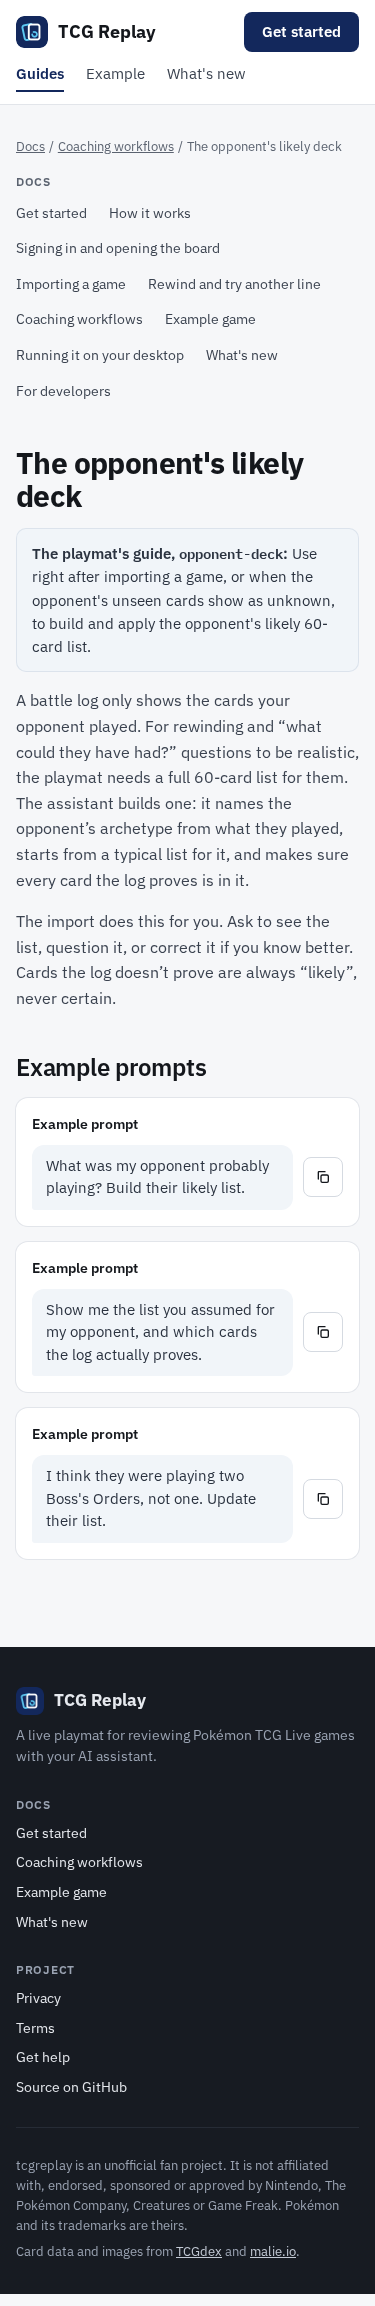 TCG Replay
Get started
Guides Example What's new
Docs / Coaching workflows / The opponent's likely deck
DOCS
Get started How it works
Signing in and opening the board
Importing a game Rewind and try another line
Coaching workflows Example game
Running it on your desktop What's new
For developers
The opponent's likely
deck
The playmat's guide, opponent-deck: Use
right after importing a game, or when the
opponent's unseen cards show as unknown,
to build and apply the opponent's likely 60-
card list.
A battle log only shows the cards your
opponent played. For rewinding and “what
could they have had?” questions to be realistic,
the playmat needs a full 60-card list for them.
The assistant builds one: it names the
opponent’s archetype from what they played,
starts from a typical list for it, and makes sure
every card the log proves is in it.
The import does this for you. Ask to see the
list, question it, or correct it if you know better.
Cards the log doesn’t prove are always “likely”,
never certain.
Example prompts
Example prompt
What was my opponent probably
playing? Build their likely list.
Example prompt
Show me the list you assumed for
my opponent, and which cards
the log actually proves.
Example prompt
I think they were playing two
Boss's Orders, not one. Update
their list.
TCG Replay
A live playmat for reviewing Pokémon TCG Live games
with your AI assistant.
DOCS
Get started
Coaching workflows
Example game
What's new
PROJECT
Privacy
Terms
Get help
Source on GitHub
tcgreplay is an unofficial fan project. It is not affiliated
with, endorsed, sponsored or approved by Nintendo, The
Pokémon Company, Creatures or Game Freak. Pokémon
and its trademarks are theirs.
Card data and images from TCGdex and malie.io.